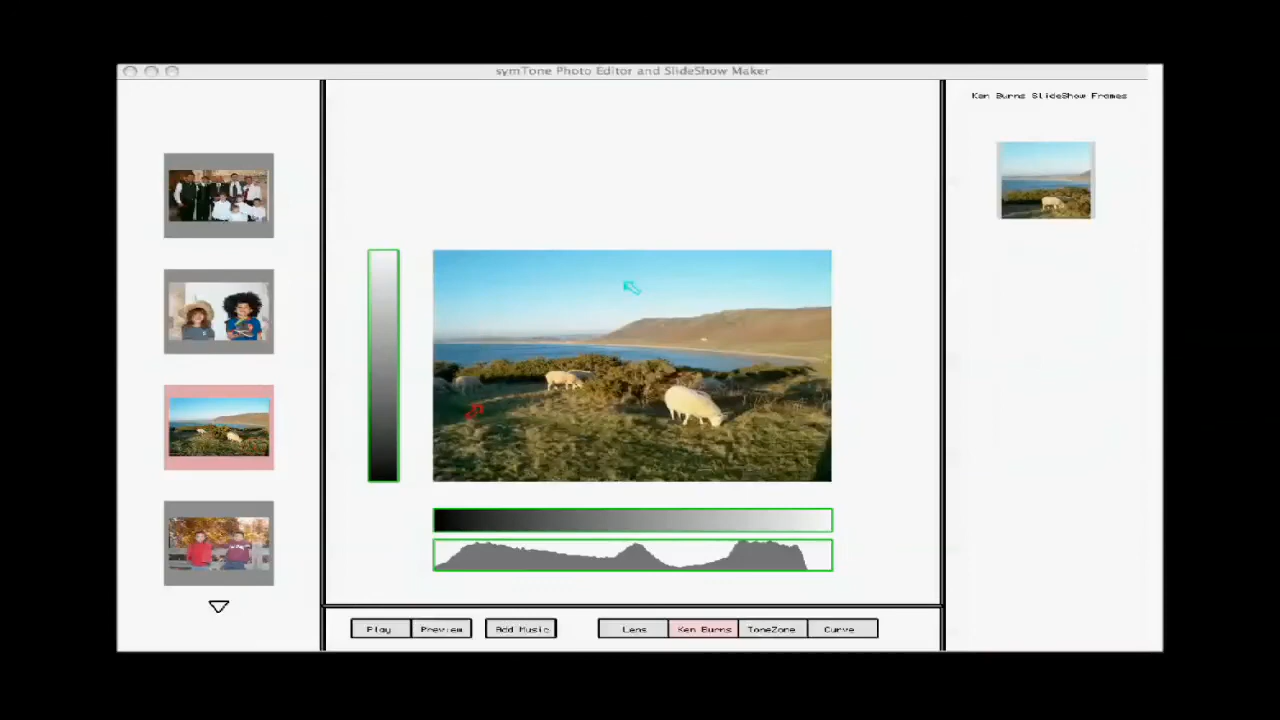 symTone Photo Editor and SlideShow Maker
Ken Burns SlideShow Frames
Play
Preview
Add Music
Lens
Ken Burns
ToneZone
Curve